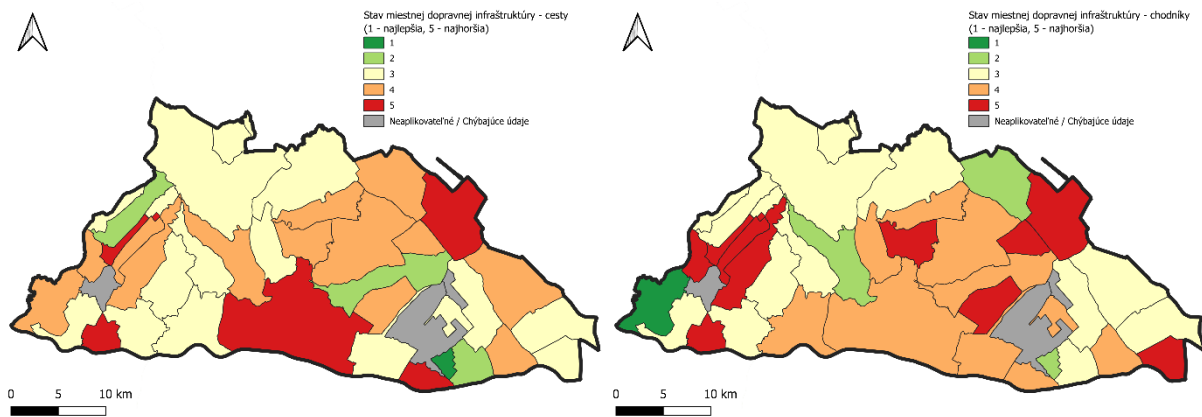 Stav miestnej dopravnej infraštruktúry - cesty
(1 - najlepšia, 5 - najhoršia)
1
2
3
4
5
Neaplikovateľné / Chýbajúce údaje
0 5 10 km
Stav miestnej dopravnej infraštruktúry - chodníky
(1 - najlepšia, 5 - najhoršia)
1
2
3
4
5
Neaplikovateľné / Chýbajúce údaje
0 5 10 km